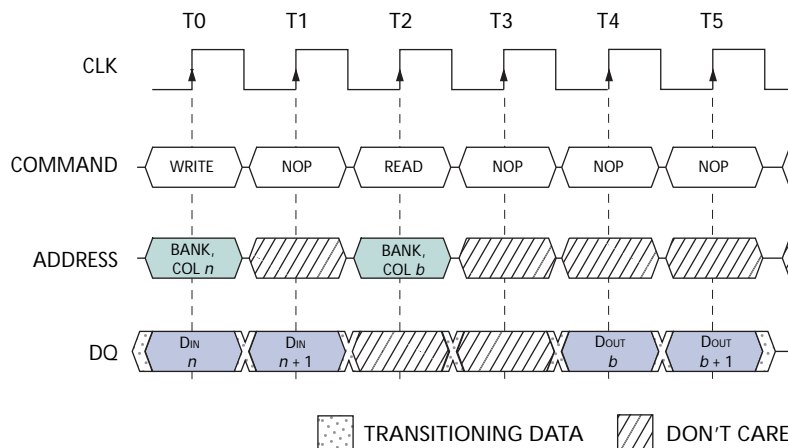 T0 T1 T2 T3 T4 T5
CLK
COMMAND WRITE NOP READ NOP NOP NOP
ADDRESS BANK, COL n BANK, COL b
DQ DIN n DIN n + 1 DOUT b DOUT b + 1
TRANSITIONING DATA DON'T CARE